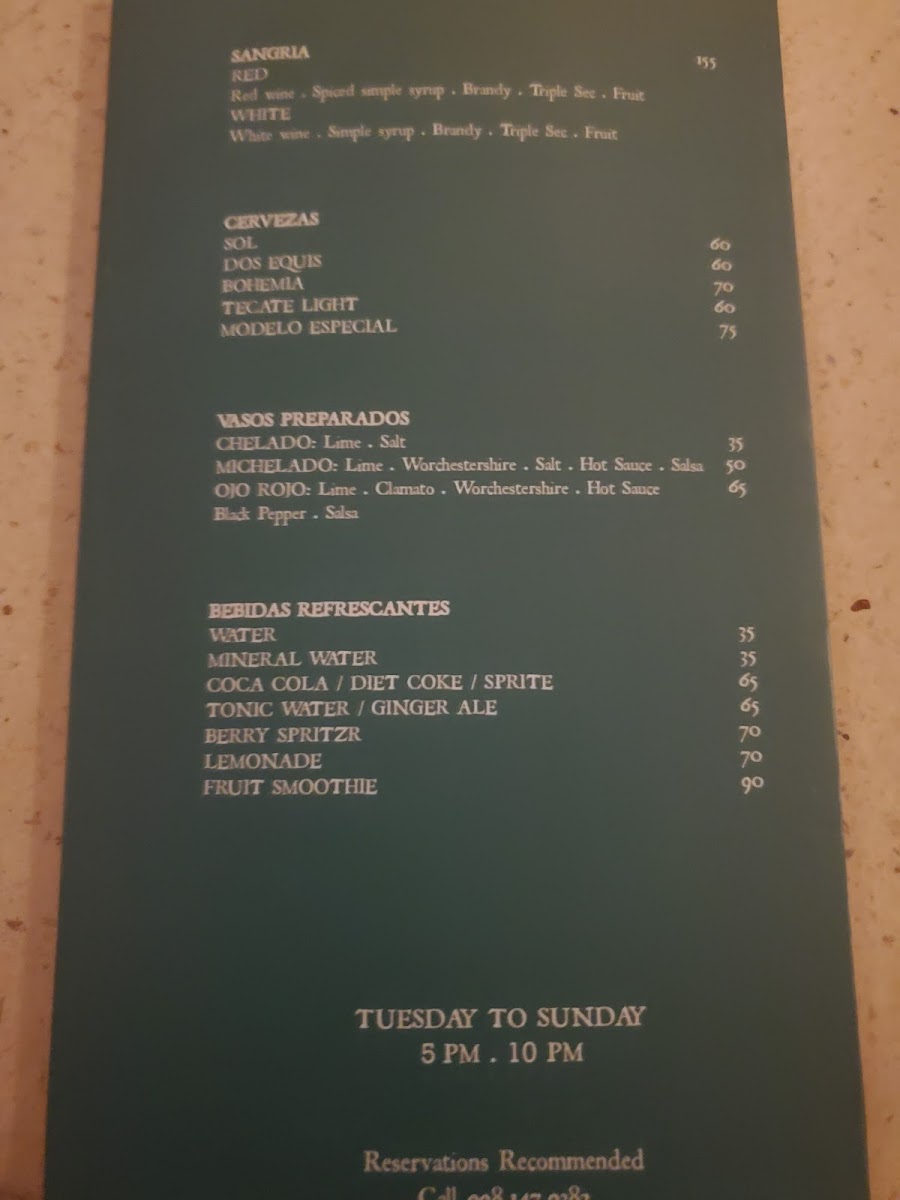 SANGRIA 155
RED
Red wine . Spiced simple syrup . Brandy . Triple Sec . Fruit
WHITE
White wine . Simple syrup . Brandy . Triple Sec . Fruit
CERVEZAS
SOL 60
DOS EQUIS 60
BOHEMIA 70
TECATE LIGHT 60
MODELO ESPECIAL 75
VASOS PREPARADOS
CHELADO: Lime . Salt 35
MICHELADO: Lime . Worchestershire . Salt . Hot Sauce . Salsa 50
OJO ROJO: Lime . Clamato . Worchestershire . Hot Sauce 65
Black Pepper . Salsa
BEBIDAS REFRESCANTES
WATER 35
MINERAL WATER 35
COCA COLA / DIET COKE / SPRITE 65
TONIC WATER / GINGER ALE 65
BERRY SPRITZR 70
LEMONADE 70
FRUIT SMOOTHIE 90
TUESDAY TO SUNDAY
5 PM . 10 PM
Reservations Recommended
Call